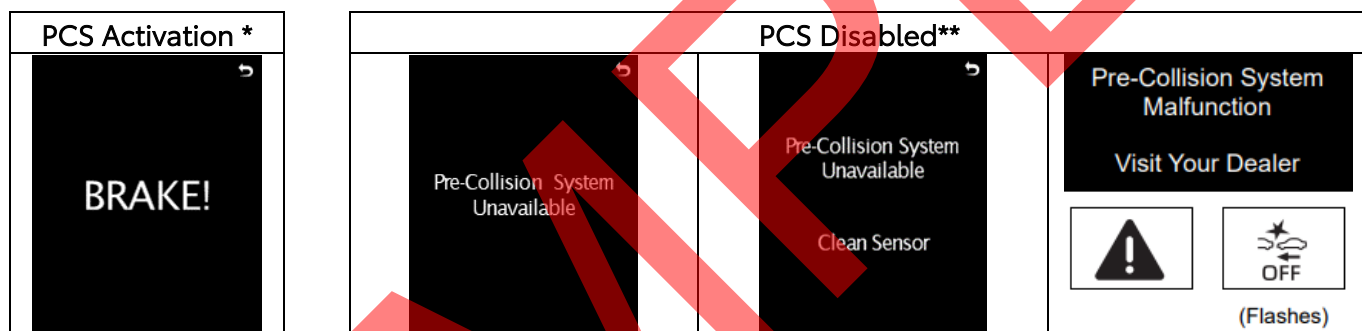 PCS Activation *
BRAKE!
PCS Disabled**
Pre-Collision System
Unavailable
Pre-Collision System
Unavailable
Clean Sensor
Pre-Collision System
Malfunction
Visit Your Dealer
OFF
(Flashes)